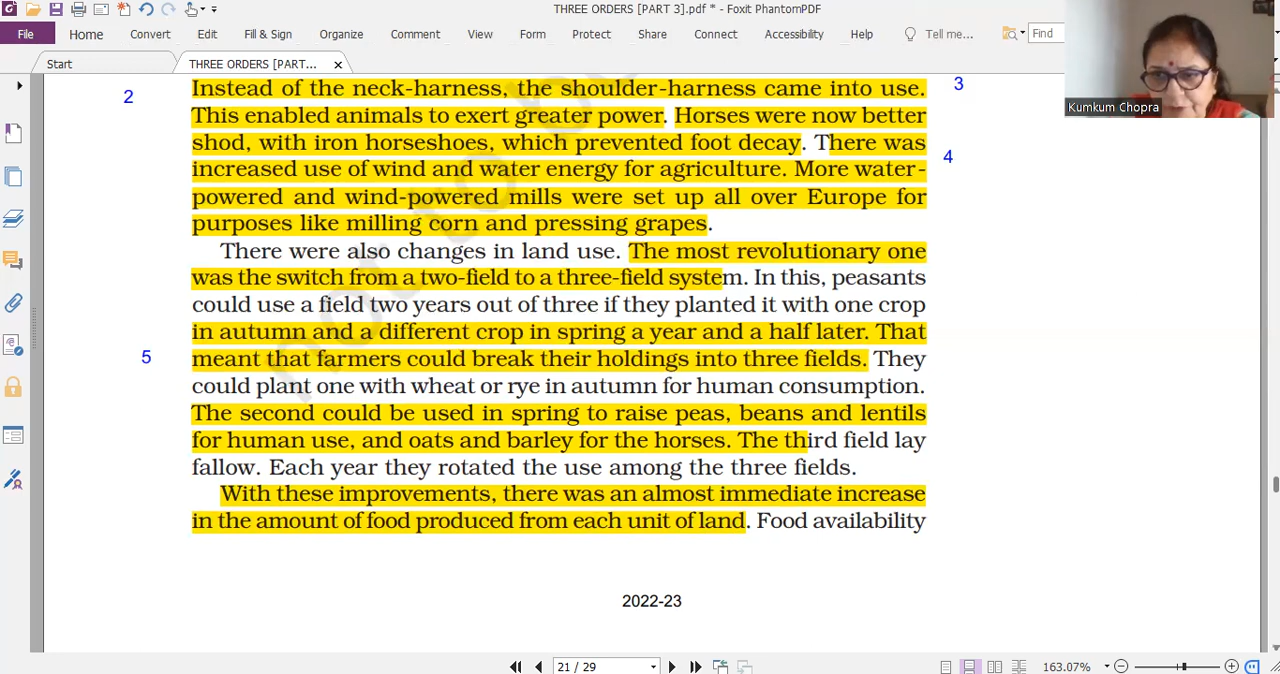 THREE ORDERS [PART 3].pdf * - Foxit PhantomPDF
File Home Convert Edit Fill & Sign Organize Comment View Form Protect Share Connect Accessibility Help Tell me... Find
Start THREE ORDERS [PART...
Kumkum Chopra
2
3
Instead of the neck-harness, the shoulder-harness came into use.
This enabled animals to exert greater power. Horses were now better
shod, with iron horseshoes, which prevented foot decay. There was
4
increased use of wind and water energy for agriculture. More water-
powered and wind-powered mills were set up all over Europe for
purposes like milling corn and pressing grapes.
There were also changes in land use. The most revolutionary one
was the switch from a two-field to a three-field system. In this, peasants
could use a field two years out of three if they planted it with one crop
in autumn and a different crop in spring a year and a half later. That
5
meant that farmers could break their holdings into three fields. They
could plant one with wheat or rye in autumn for human consumption.
The second could be used in spring to raise peas, beans and lentils
for human use, and oats and barley for the horses. The third field lay
fallow. Each year they rotated the use among the three fields.
With these improvements, there was an almost immediate increase
in the amount of food produced from each unit of land. Food availability
2022-23
21 / 29
163.07%